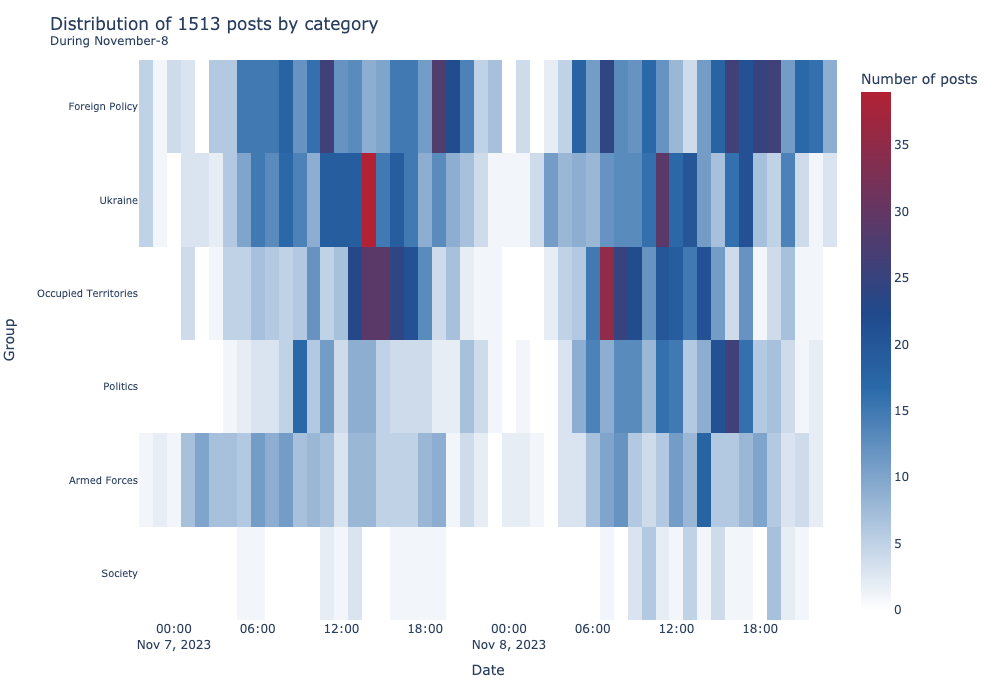 Distribution of 1513 posts by category
During November-8
Number of posts
Foreign Policy
Ukraine
Occupied Territories
Politics
Armed Forces
Society
Group
35
30
25
20
15
10
5
0
00:00 06:00 12:00 18:00 00:00 06:00 12:00 18:00
Nov 7, 2023 Nov 8, 2023
Date